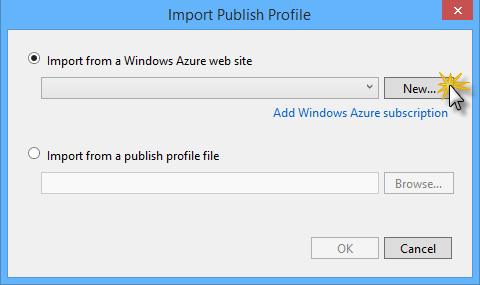 Import Publish Profile
Import from a Windows Azure web site
New...
Add Windows Azure subscription
Import from a publish profile file
Browse...
OK Cancel